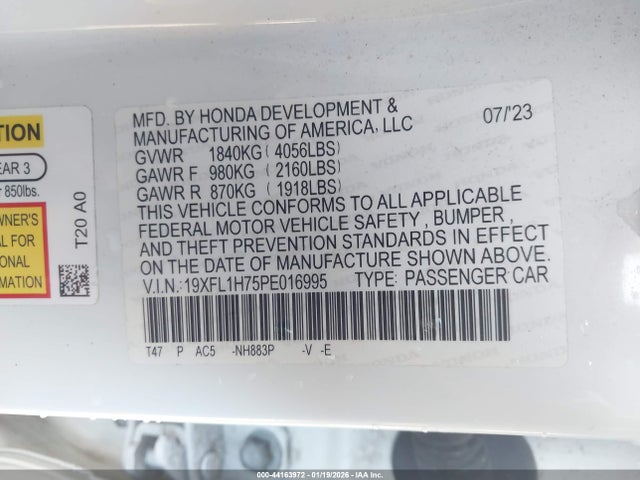 TION
EAR 3
850lbs.
WNER'S
AL FOR
ONAL
RMATION
T20 A0
MFD. BY HONDA DEVELOPMENT &
MANUFACTURING OF AMERICA, LLC 07/'23
GVWR 1840KG ( 4056LBS)
GAWR F 980KG ( 2160LBS)
GAWR R 870KG ( 1918LBS)
THIS VEHICLE CONFORMS TO ALL APPLICABLE
FEDERAL MOTOR VEHICLE SAFETY , BUMPER ,
AND THEFT PREVENTION STANDARDS IN EFFECT
ON THE DATE OF MANUFACTURE SHOWN ABOVE.
V.I.N.: 19XFL1H75PE016995 TYPE: PASSENGER CAR
T47 P AC5 -NH883P -V -E
000-44163972 - 01/19/2026 - IAAI.COM